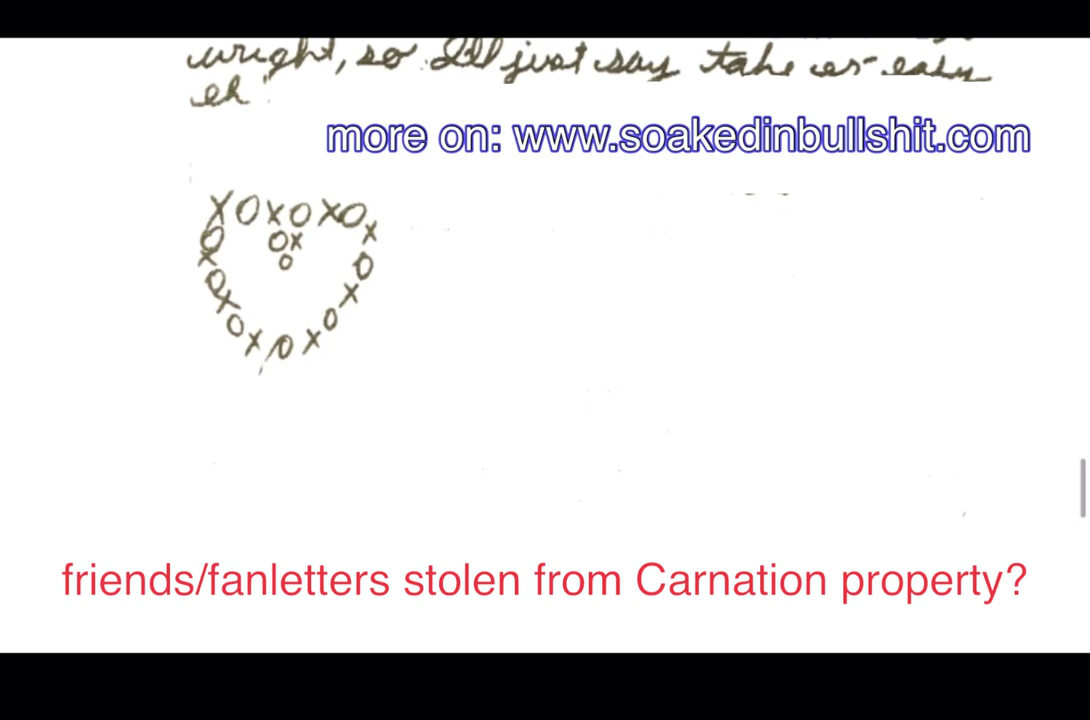 wright, so I'll just say take er easy
eh
more on: www.soakedinbullshit.com
XOXOXOX
OX
O
friends/fanletters stolen from Carnation property?